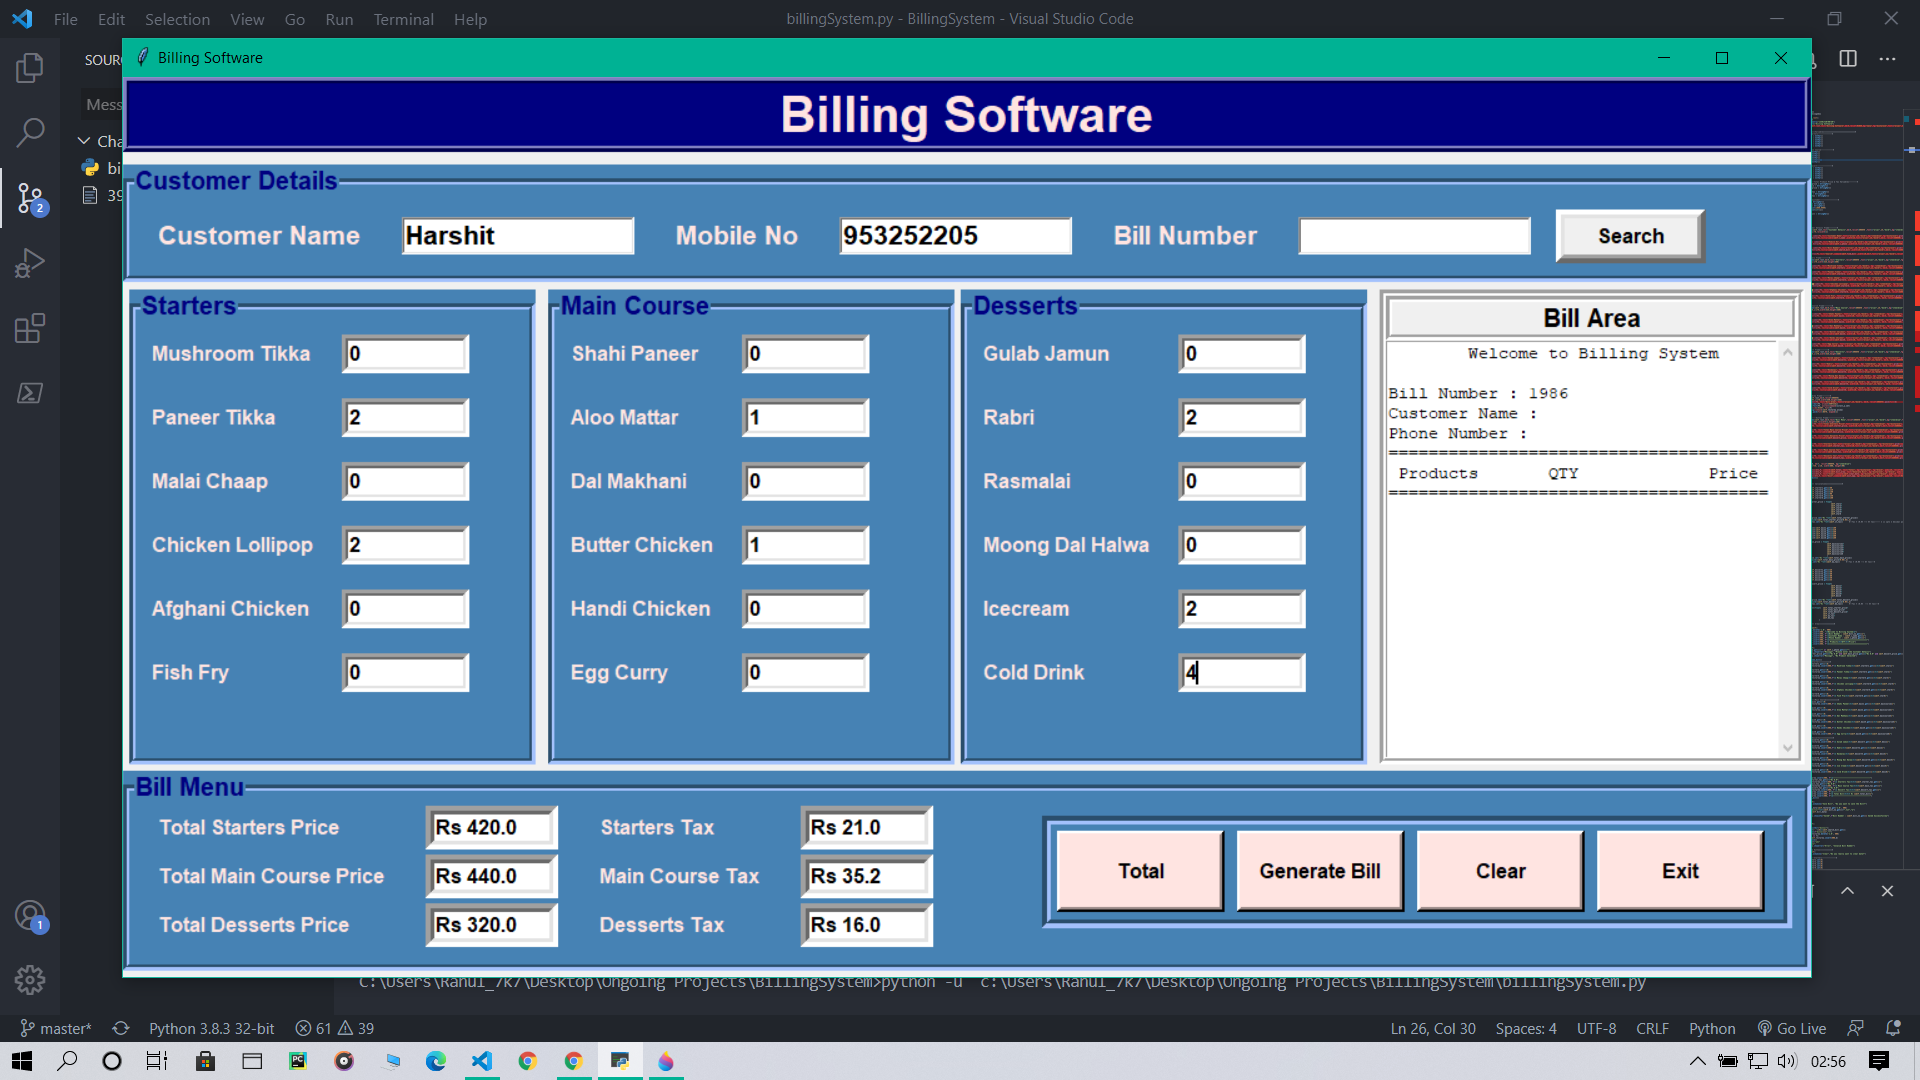 File Edit Selection View Go Run Terminal Help
billingSystem.py - BillingSystem - Visual Studio Code
Billing Software
Billing Software
Customer Details
Customer Name Harshit Mobile No 953252205 Bill Number Search
Starters
Mushroom Tikka 0
Paneer Tikka 2
Malai Chaap 0
Chicken Lollipop 2
Afghani Chicken 0
Fish Fry 0
Main Course
Shahi Paneer 0
Aloo Mattar 1
Dal Makhani 0
Butter Chicken 1
Handi Chicken 0
Egg Curry 0
Desserts
Gulab Jamun 0
Rabri 2
Rasmalai 0
Moong Dal Halwa 0
Icecream 2
Cold Drink 4
Bill Area
Welcome to Billing System
Bill Number : 1986
Customer Name :
Phone Number :
======================================
Products QTY Price
======================================
Bill Menu
Total Starters Price Rs 420.0 Starters Tax Rs 21.0
Total Main Course Price Rs 440.0 Main Course Tax Rs 35.2
Total Desserts Price Rs 320.0 Desserts Tax Rs 16.0
Total Generate Bill Clear Exit
SOUR
Mess
Cha
bi
39
2
1
C:\Users\Rahul_7k7\Desktop\Ongoing Projects\BillingSystem>python -u "c:\Users\Rahul_7k7\Desktop\Ongoing Projects\BillingSystem\billingSystem.py"
master* Python 3.8.3 32-bit 61 39 Ln 26, Col 30 Spaces: 4 UTF-8 CRLF Python Go Live
02:56